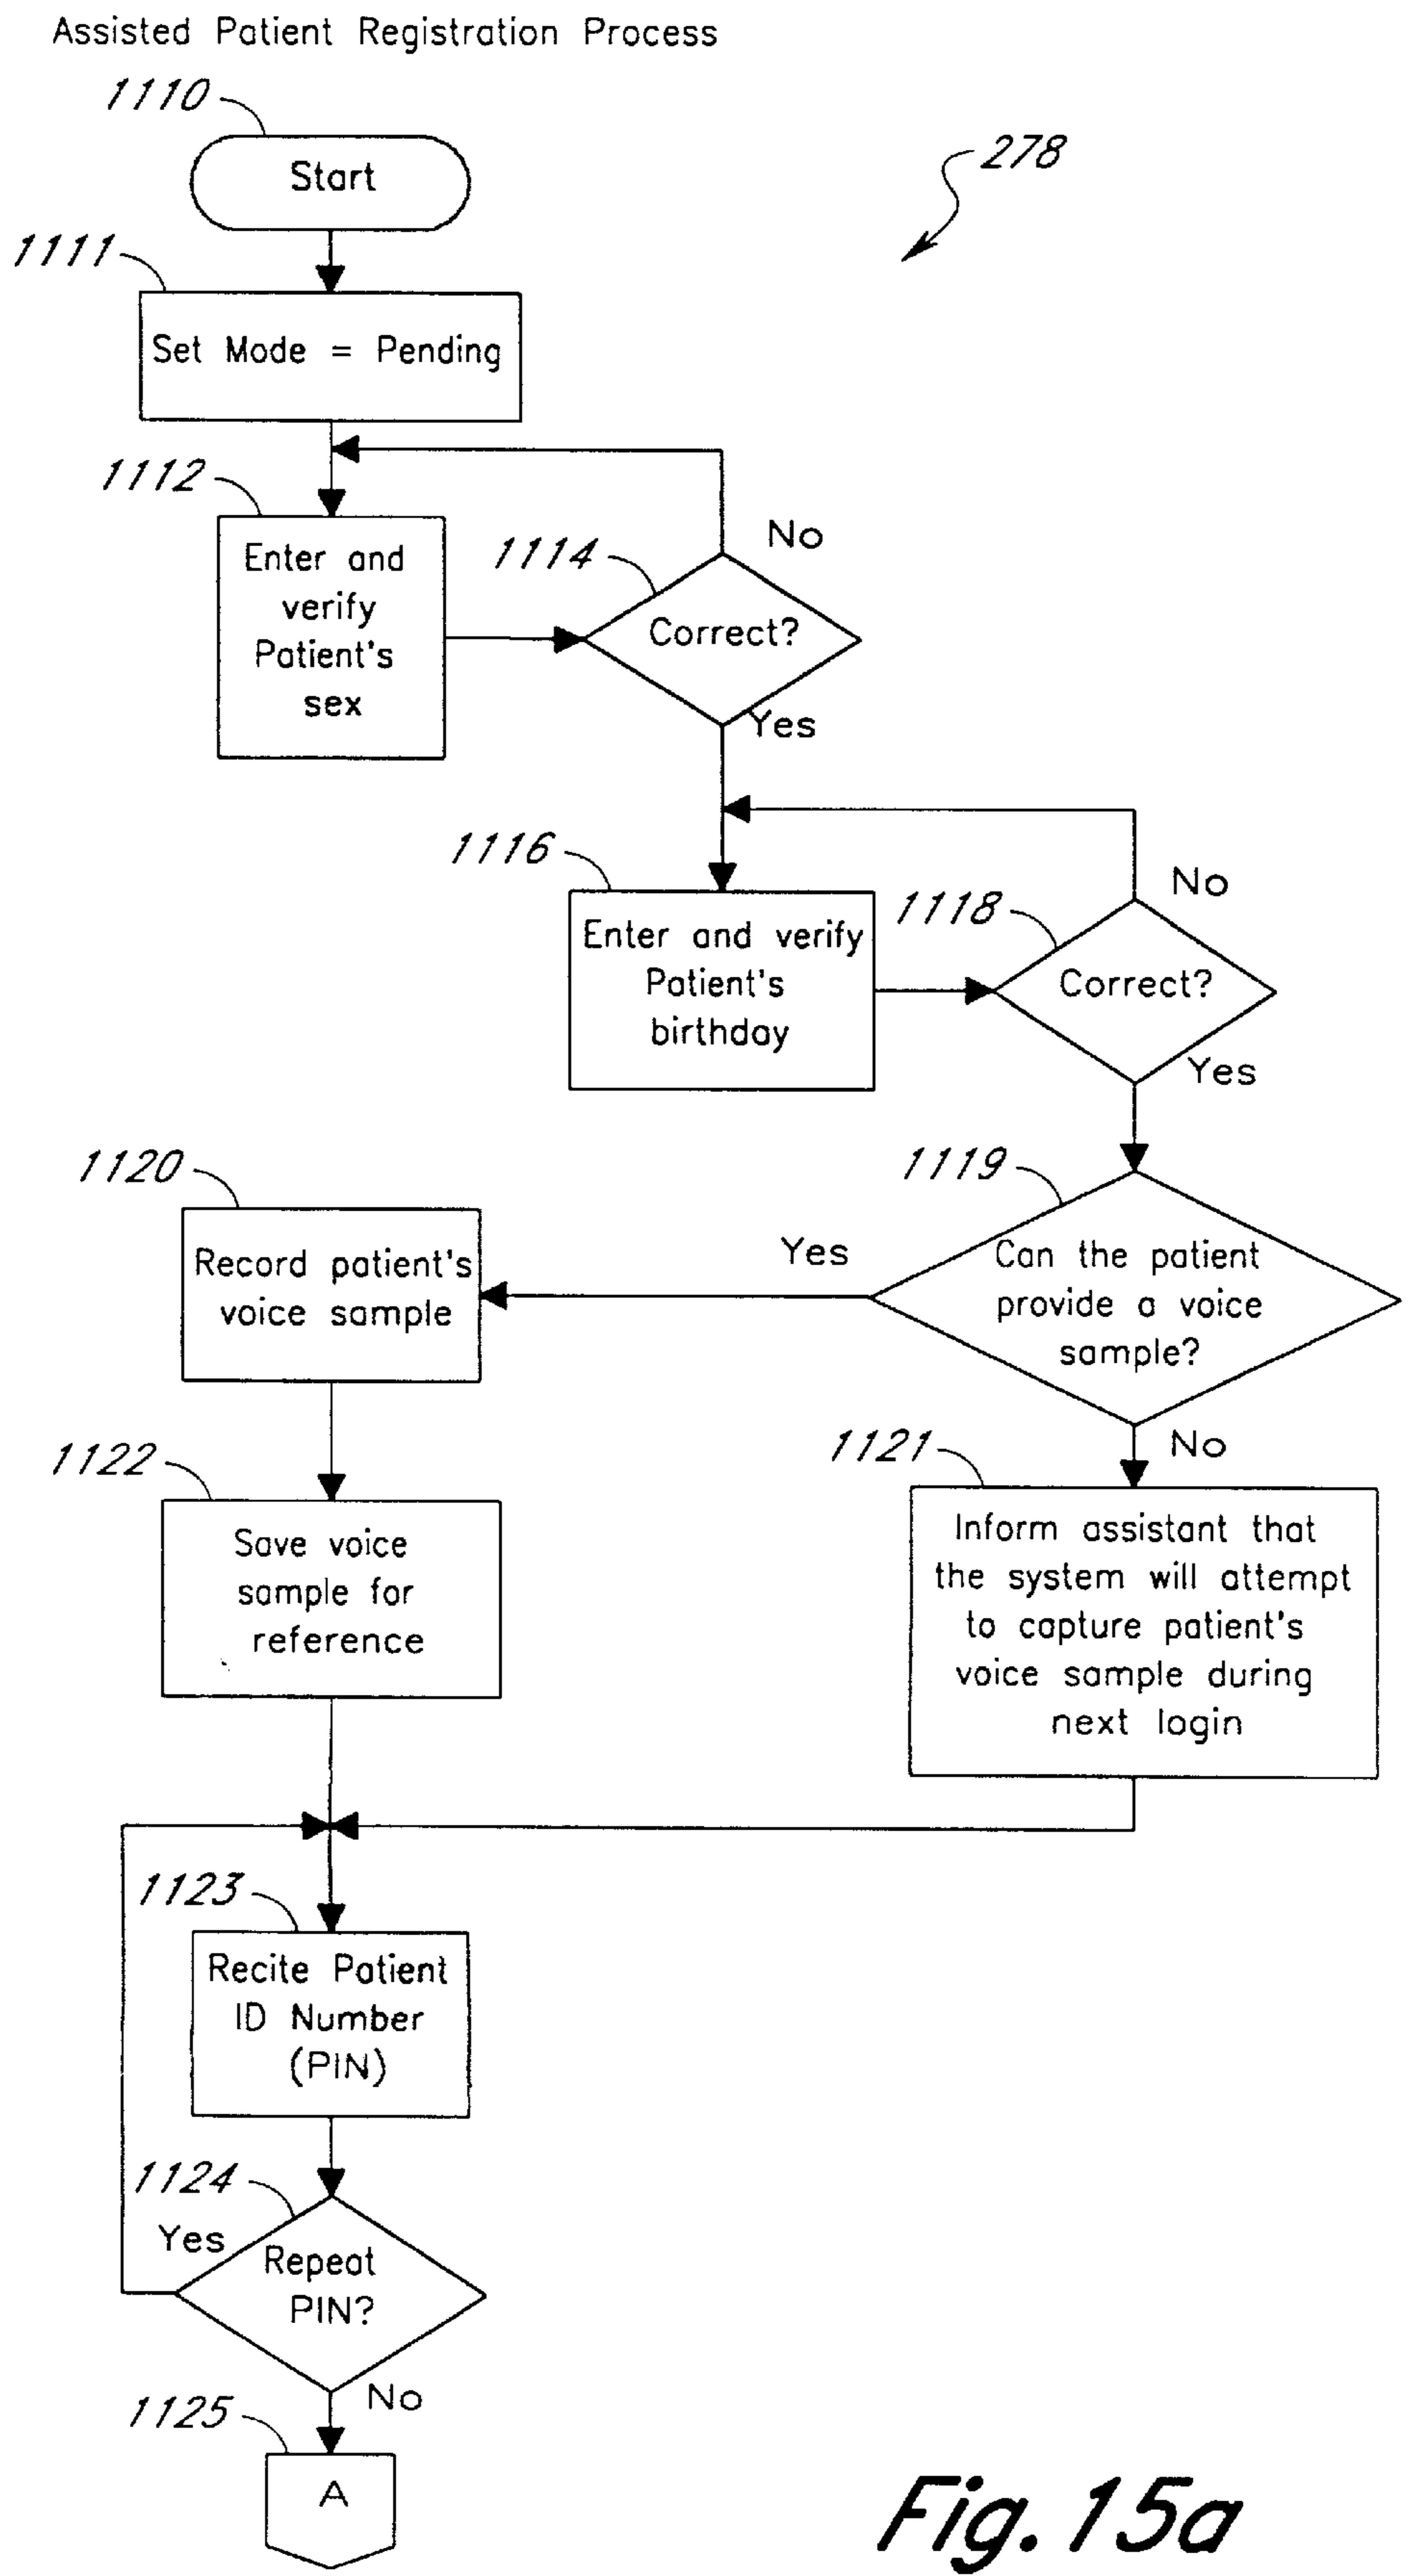 Assisted Patient Registration Process
1110
Start
278
1111
Set Mode = Pending
1112
Enter and
verify
Patient's
sex
1114
No
Correct?
Yes
1116
Enter and verify
Patient's
birthday
1118
No
Correct?
Yes
1119
Can the patient
provide a voice
sample?
Yes
No
1120
Record patient's
voice sample
1122
Save voice
sample for
reference
1121
Inform assistant that
the system will attempt
to capture patient's
voice sample during
next login
1123
Recite Patient
ID Number
(PIN)
1124
Yes
Repeat
PIN?
No
1125
A
Fig. 15a